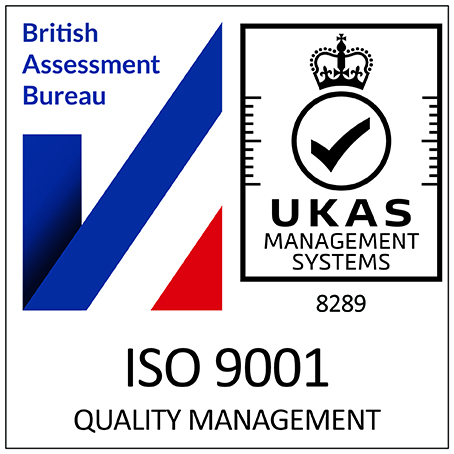 British
Assessment
Bureau
UKAS
MANAGEMENT
SYSTEMS
8289
ISO 9001
QUALITY MANAGEMENT